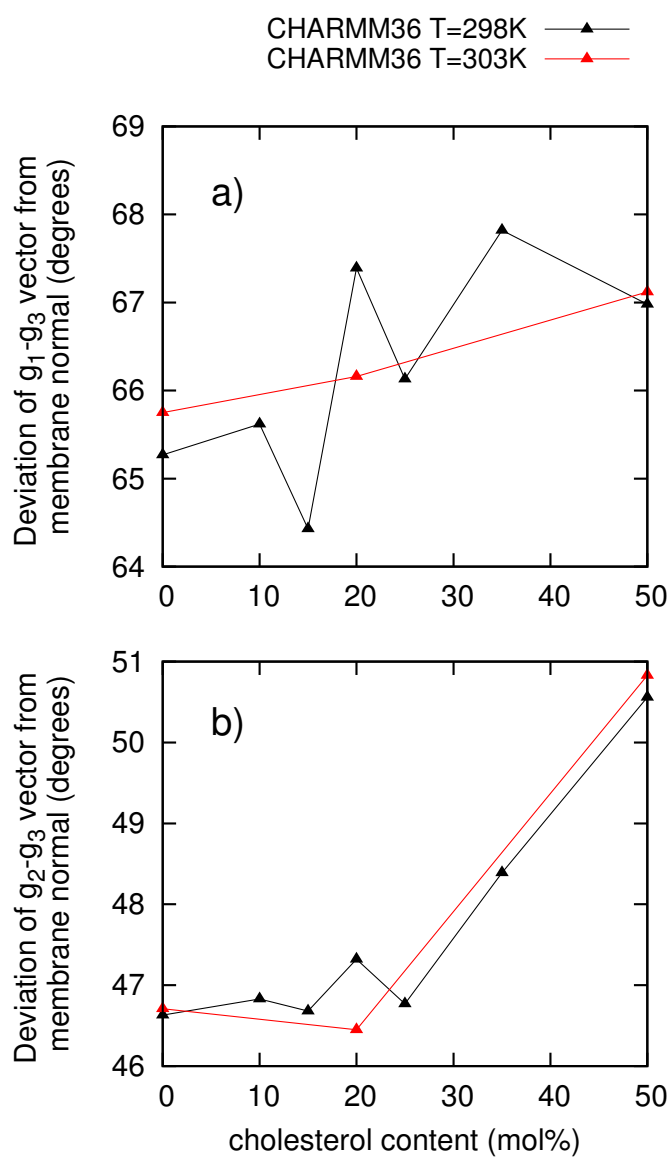 CHARMM36 T=298K
CHARMM36 T=303K
Deviation of g1-g3 vector from
membrane normal (degrees)
a)
69
68
67
66
65
64
0 10 20 30 40 50
Deviation of g2-g3 vector from
membrane normal (degrees)
b)
51
50
49
48
47
46
0 10 20 30 40 50
cholesterol content (mol%)